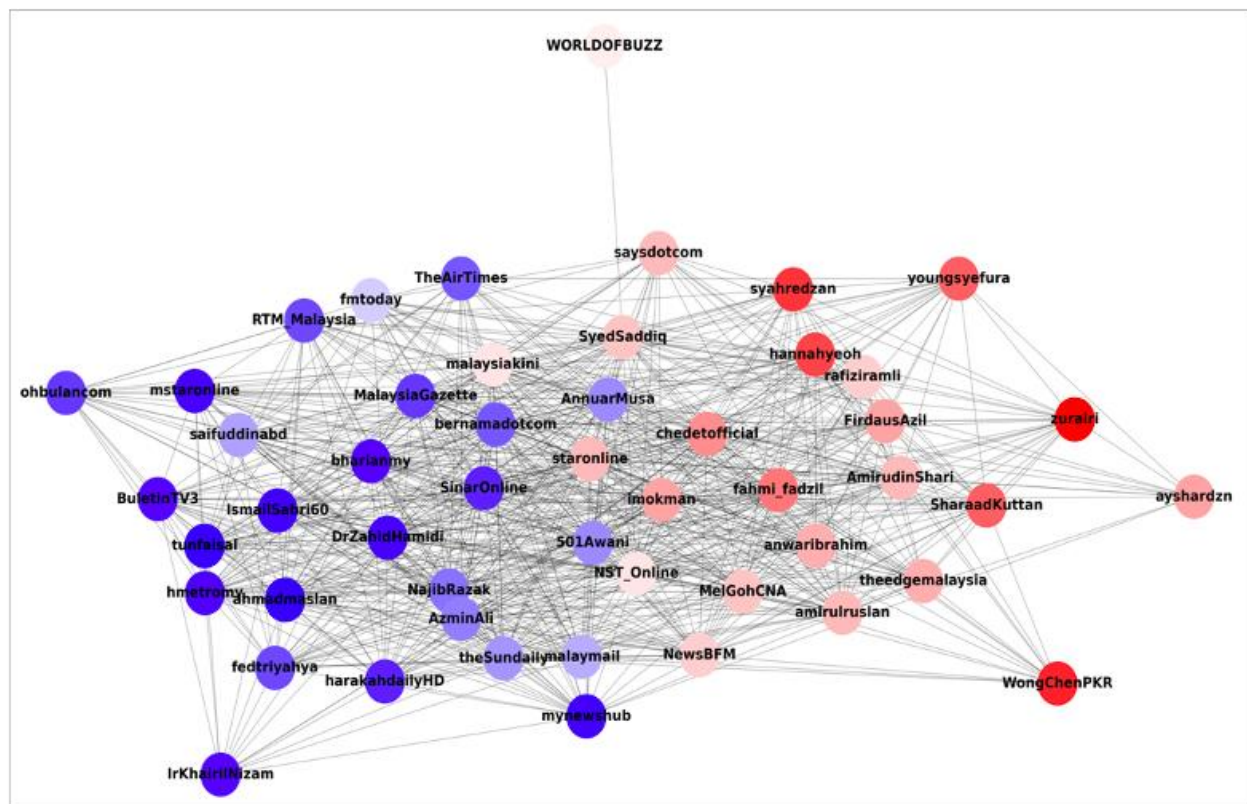 WORLDOFBUZZ
saysdotcom
TheAirTimes
youngsyefura
syahredzan
fmtoday
RTM_Malaysia
SyedSaddiq
hannahyeoh
malaysiakini
rafiziramli
mstaronline
ohbulancom
MalaysiaGazette
AnnuarMusa
zurairi
FirdausAzil
bernamadotcom
chedetofficial
saifuddinabd
staronline
bharianmy
AmirudinShari
SinarOnline
fahmi_fadzil
ayshardzn
BuletinTV3
lmokman
SharaadKuttan
IsmailSabri60
DrZahidHamidi
501Awani
tunfaisal
anwaribrahim
NST_Online
theedgemalaysia
NajibRazak
MelGohCNA
hmetromy
ahmadmaslan
amirulruslan
AzminAli
NewsBFM
theSundaily
malaymail
fedtriyahya
harakahdailyHD
WongChenPKR
mynewshub
IrKhairilNizam